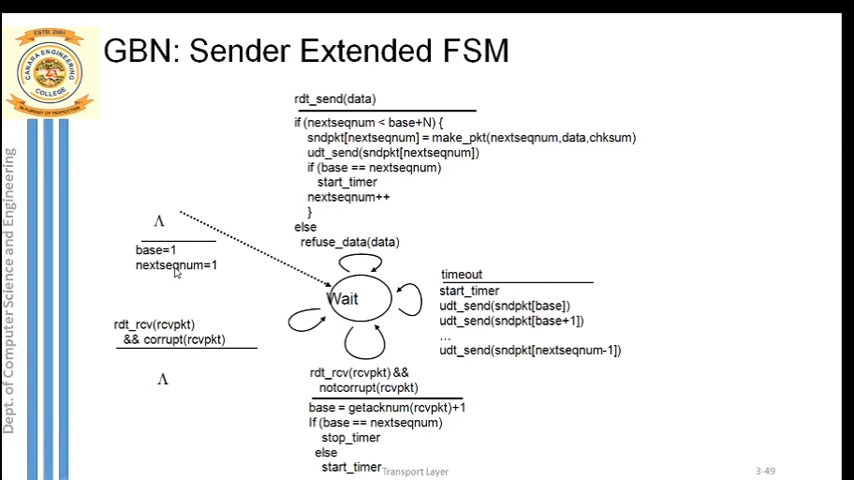 GBN: Sender Extended FSM
ESTD. 2001
CANARA ENGINEERING
COLLEGE
IN PURSUIT OF PERFECTION
Dept. of Computer Science and Engineering
rdt_send(data)
if (nextseqnum < base+N) {
sndpkt[nextseqnum] = make_pkt(nextseqnum,data,chksum)
udt_send(sndpkt[nextseqnum])
if (base == nextseqnum)
start_timer
nextseqnum++
}
else
refuse_data(data)
Λ
base=1
nextseqnum=1
Wait
timeout
start_timer
udt_send(sndpkt[base])
udt_send(sndpkt[base+1])
…
udt_send(sndpkt[nextseqnum-1])
rdt_rcv(rcvpkt)
&& corrupt(rcvpkt)
Λ
rdt_rcv(rcvpkt) &&
notcorrupt(rcvpkt)
base = getacknum(rcvpkt)+1
If (base == nextseqnum)
stop_timer
else
start_timer
Transport Layer
3-49